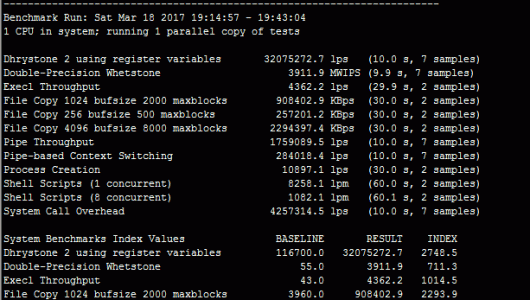 ------------------------------------------------------------------------
Benchmark Run: Sat Mar 18 2017 19:14:57 - 19:43:04
1 CPU in system; running 1 parallel copy of tests
Dhrystone 2 using register variables 32075272.7 lps (10.0 s, 7 samples)
Double-Precision Whetstone 3911.9 MWIPS (9.9 s, 7 samples)
Execl Throughput 4362.2 lps (29.9 s, 2 samples)
File Copy 1024 bufsize 2000 maxblocks 908402.9 KBps (30.0 s, 2 samples)
File Copy 256 bufsize 500 maxblocks 257201.2 KBps (30.0 s, 2 samples)
File Copy 4096 bufsize 8000 maxblocks 2294397.4 KBps (30.0 s, 2 samples)
Pipe Throughput 1759089.5 lps (10.0 s, 7 samples)
Pipe-based Context Switching 284018.4 lps (10.0 s, 7 samples)
Process Creation 10897.1 lps (30.0 s, 2 samples)
Shell Scripts (1 concurrent) 8258.1 lpm (60.0 s, 2 samples)
Shell Scripts (8 concurrent) 1082.1 lpm (60.1 s, 2 samples)
System Call Overhead 4257314.5 lps (10.0 s, 7 samples)
System Benchmarks Index Values BASELINE RESULT INDEX
Dhrystone 2 using register variables 116700.0 32075272.7 2748.5
Double-Precision Whetstone 55.0 3911.9 711.3
Execl Throughput 43.0 4362.2 1014.5
File Copy 1024 bufsize 2000 maxblocks 3960.0 908402.9 2293.9